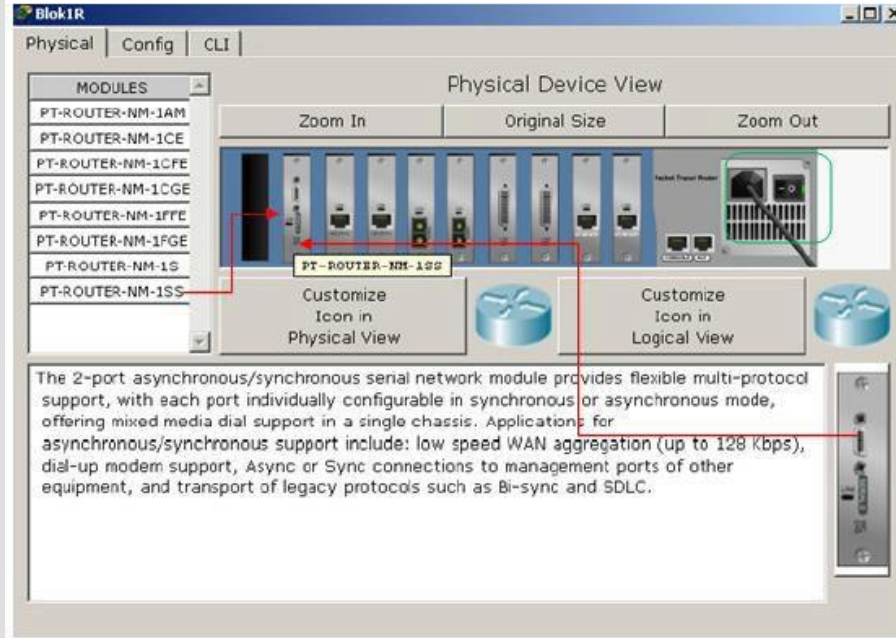 Blok1R
Physical Config CLI
MODULES
PT-ROUTER-NM-1AM
PT-ROUTER-NM-1CE
PT-ROUTER-NM-1CFE
PT-ROUTER-NM-1CGE
PT-ROUTER-NM-1FFE
PT-ROUTER-NM-1FGE
PT-ROUTER-NM-1S
PT-ROUTER-NM-1SS
Physical Device View
Zoom In Original Size Zoom Out
Packet Tracer Router
PT-ROUTER-NM-1SS
Customize
Icon in
Physical View
Customize
Icon in
Logical View
The 2-port asynchronous/synchronous serial network module provides flexible multi-protocol
support, with each port individually configurable in synchronous or asynchronous mode,
offering mixed media dial support in a single chassis. Applications for
asynchronous/synchronous support include: low speed WAN aggregation (up to 128 Kbps),
dial-up modem support, Async or Sync connections to management ports of other
equipment, and transport of legacy protocols such as Bi-sync and SDLC.